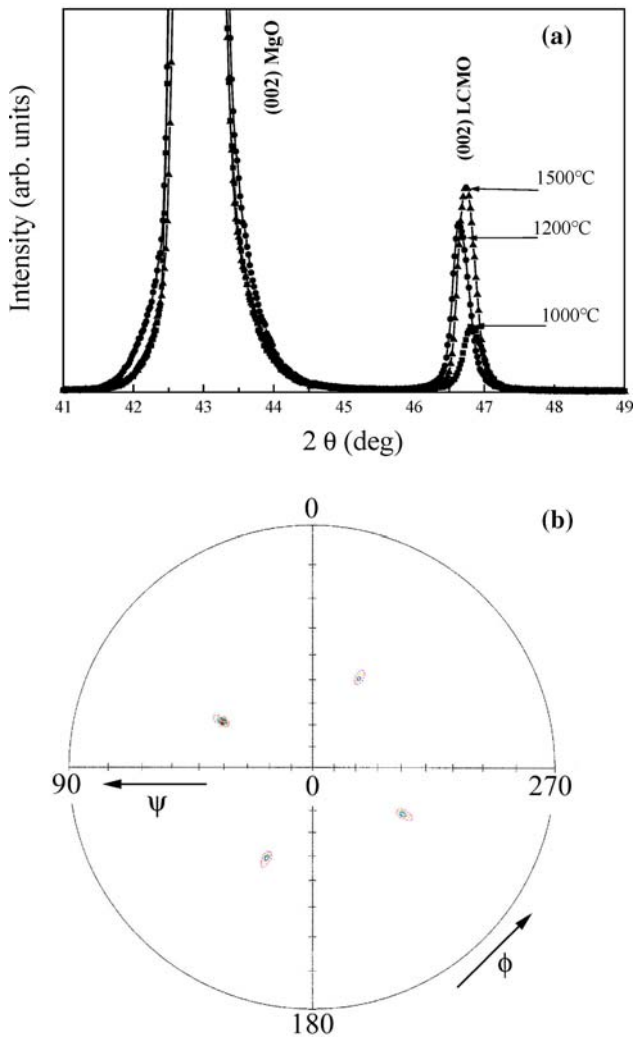 (a)
(002) MgO
(002) LCMO
1500°C
1200°C
1000°C
Intensity (arb. units)
41 42 43 44 45 46 47 48 49
2 θ (deg)
(b)
0
90 0 270
ψ
ϕ
180